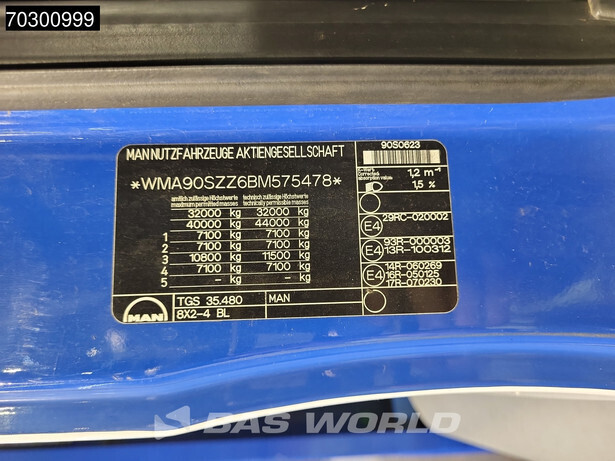 70300999
MAN NUTZFAHRZEUGE AKTIENGESELLSCHAFT
*WMA90SZZ6BM575478*
amtlich zulässige Höchstwerte technisch zulässige Höchstwerte
maximum permitted masses technically permissible masses
32000 kg 32000 kg
40000 kg 44000 kg
1 7100 kg 7100 kg
2 7100 kg 7100 kg
3 10800 kg 11500 kg
4 7100 kg 7100 kg
5 - kg - kg
MAN
TGS 35.480 MAN
8X2-4 BL
90S0623
K-Wert
Corrected
absorption value
1,2 m⁻¹
1,5 %
E4 29RC-020002
E4 93R-000003
13R-100312
E4 14R-060269
16R-050125
17R-070230
BAS WORLD